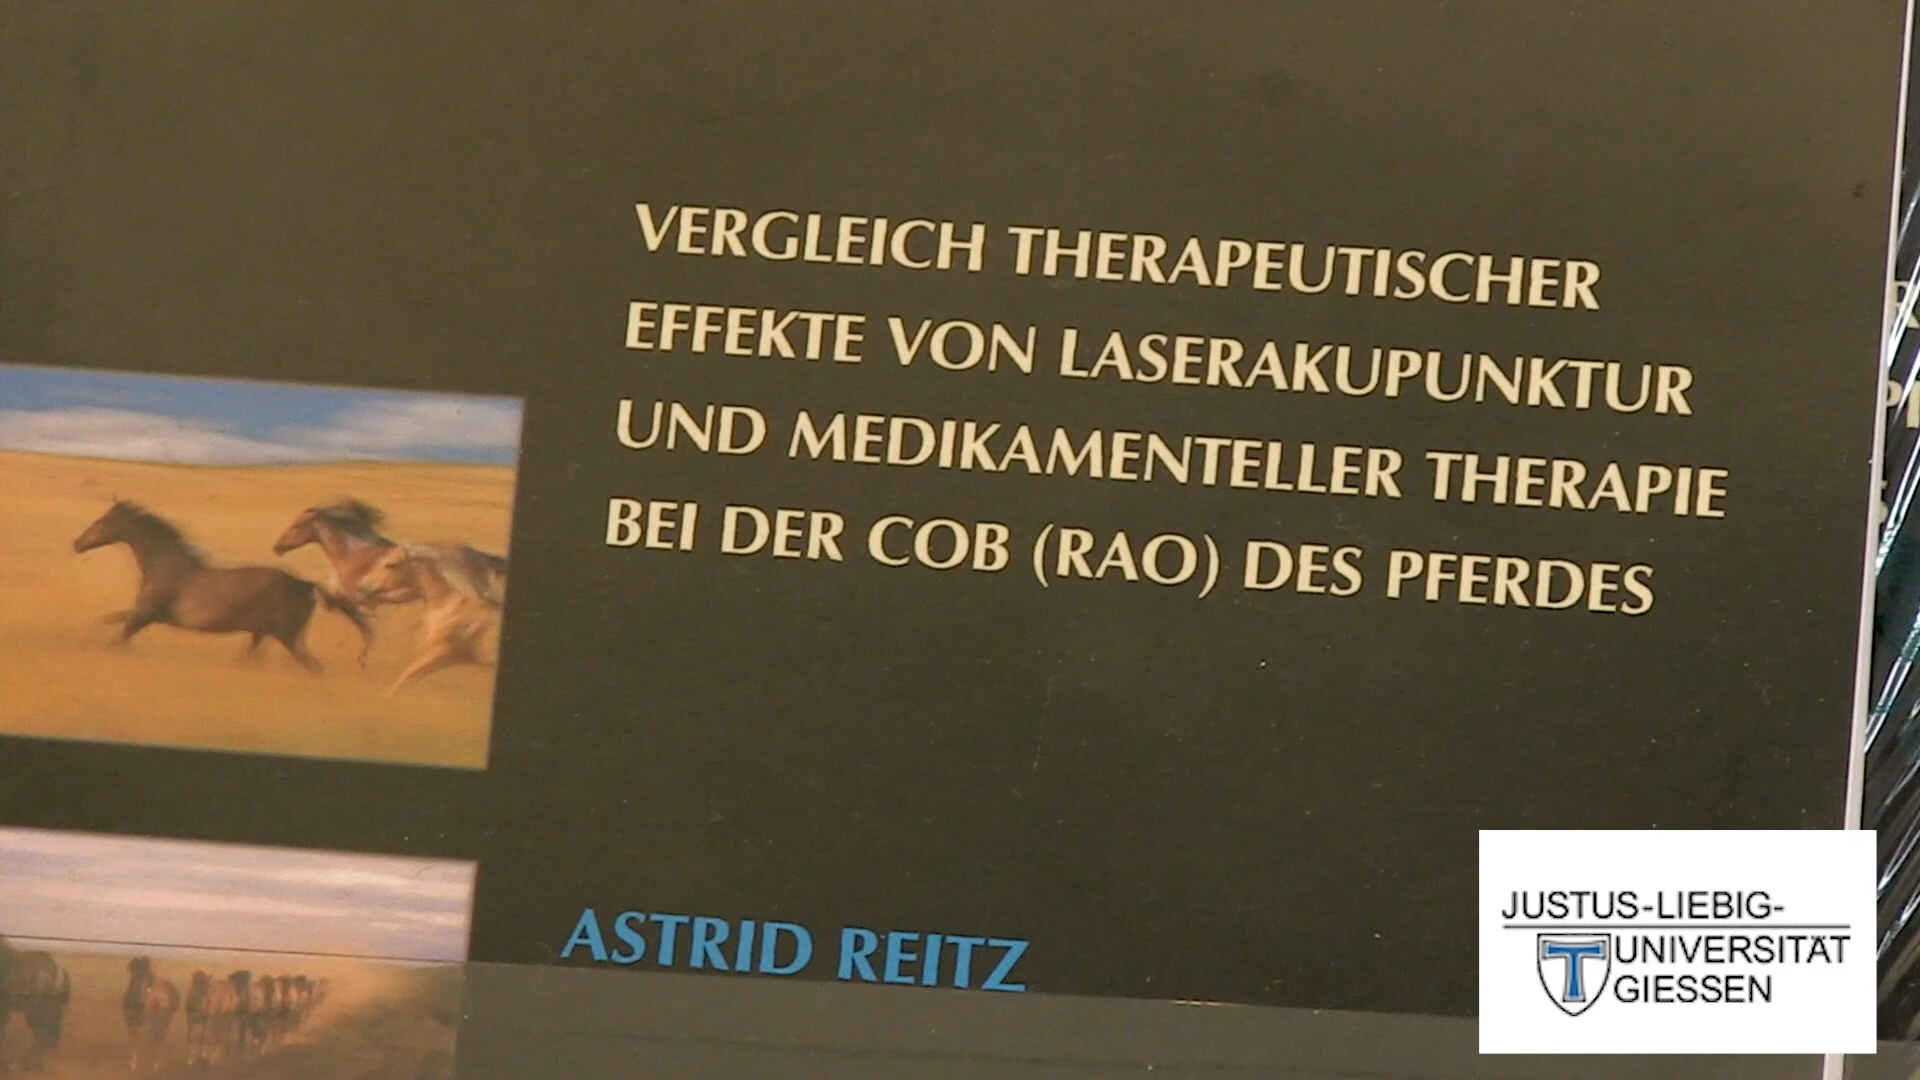 VERGLEICH THERAPEUTISCHER
EFFEKTE VON LASERAKUPUNKTUR
UND MEDIKAMENTELLER THERAPIE
BEI DER COB (RAO) DES PFERDES
ASTRID REITZ
JUSTUS-LIEBIG-
UNIVERSITÄT
GIESSEN